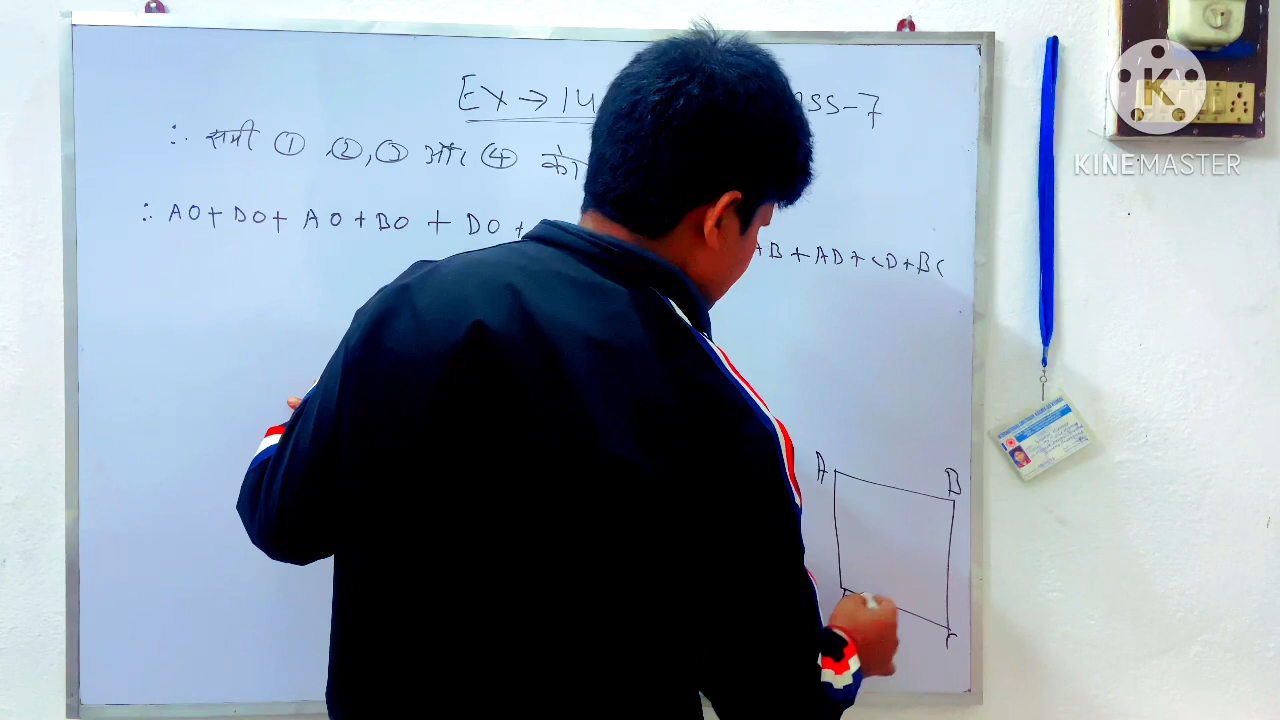 Ex → 14 ass-7
∴ सभी ① ,②,③ और ④ को
∴ AO + DO + AO + BO + DO + AB + AD + CD + BC
A
B
C
K
KINEMASTER